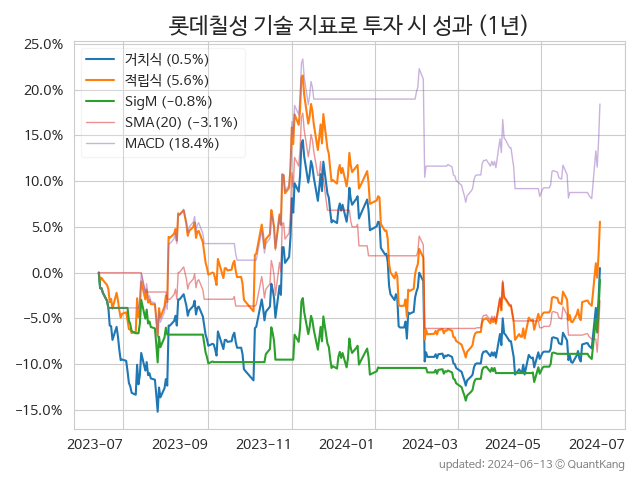 롯데칠성 기술 지표로 투자 시 성과 (1년)
25.0%
20.0%
15.0%
10.0%
5.0%
0.0%
−5.0%
−10.0%
−15.0%
거치식 (0.5%)
적립식 (5.6%)
SigM (−0.8%)
SMA(20) (−3.1%)
MACD (18.4%)
2023-07 2023-09 2023-11 2024-01 2024-03 2024-05 2024-07
updated: 2024-06-13 © QuantKang